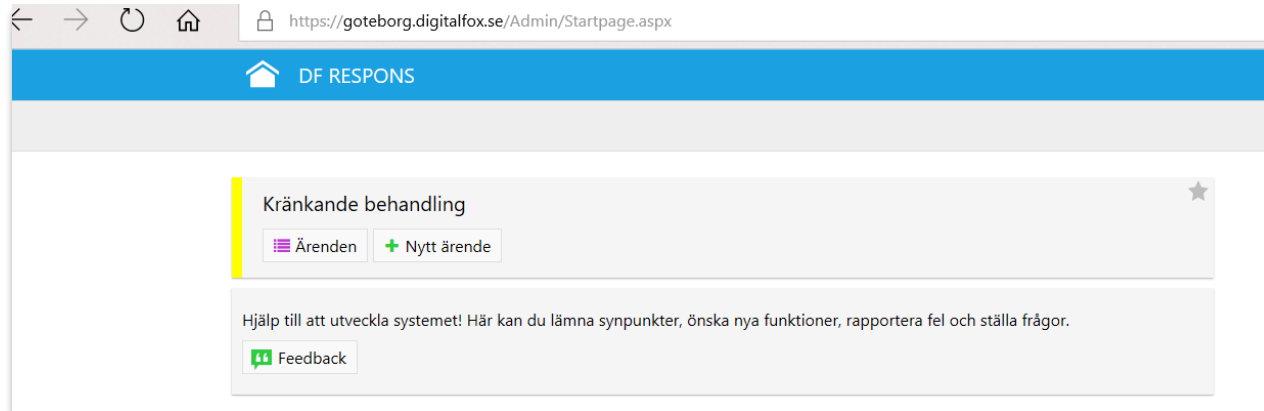 https://goteborg.digitalfox.se/Admin/Startpage.aspx
DF RESPONS
Kränkande behandling
Ärenden + Nytt ärende
Hjälp till att utveckla systemet! Här kan du lämna synpunkter, önska nya funktioner, rapportera fel och ställa frågor.
Feedback